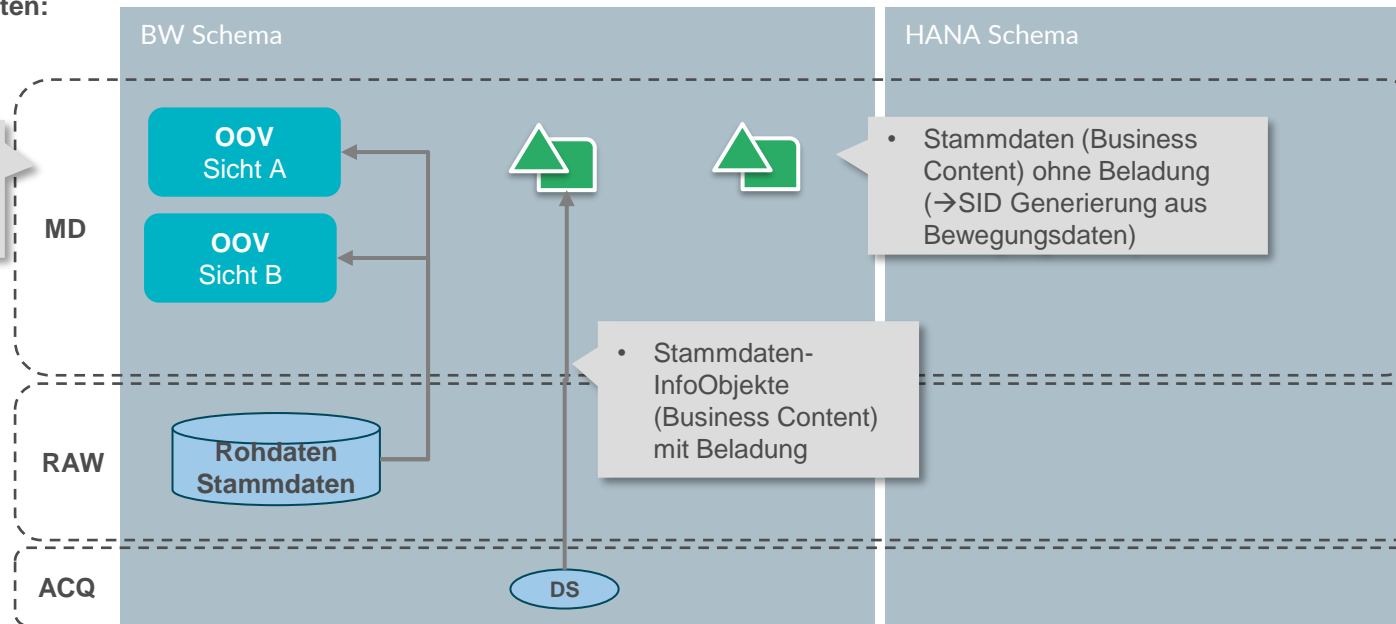 ten:
BW Schema
HANA Schema
OOV
Sicht A
OOV
Sicht B
MD
• Stammdaten (Business
Content) ohne Beladung
(→SID Generierung aus
Bewegungsdaten)
• Stammdaten-
InfoObjekte
(Business Content)
mit Beladung
RAW
Rohdaten
Stammdaten
ACQ
DS